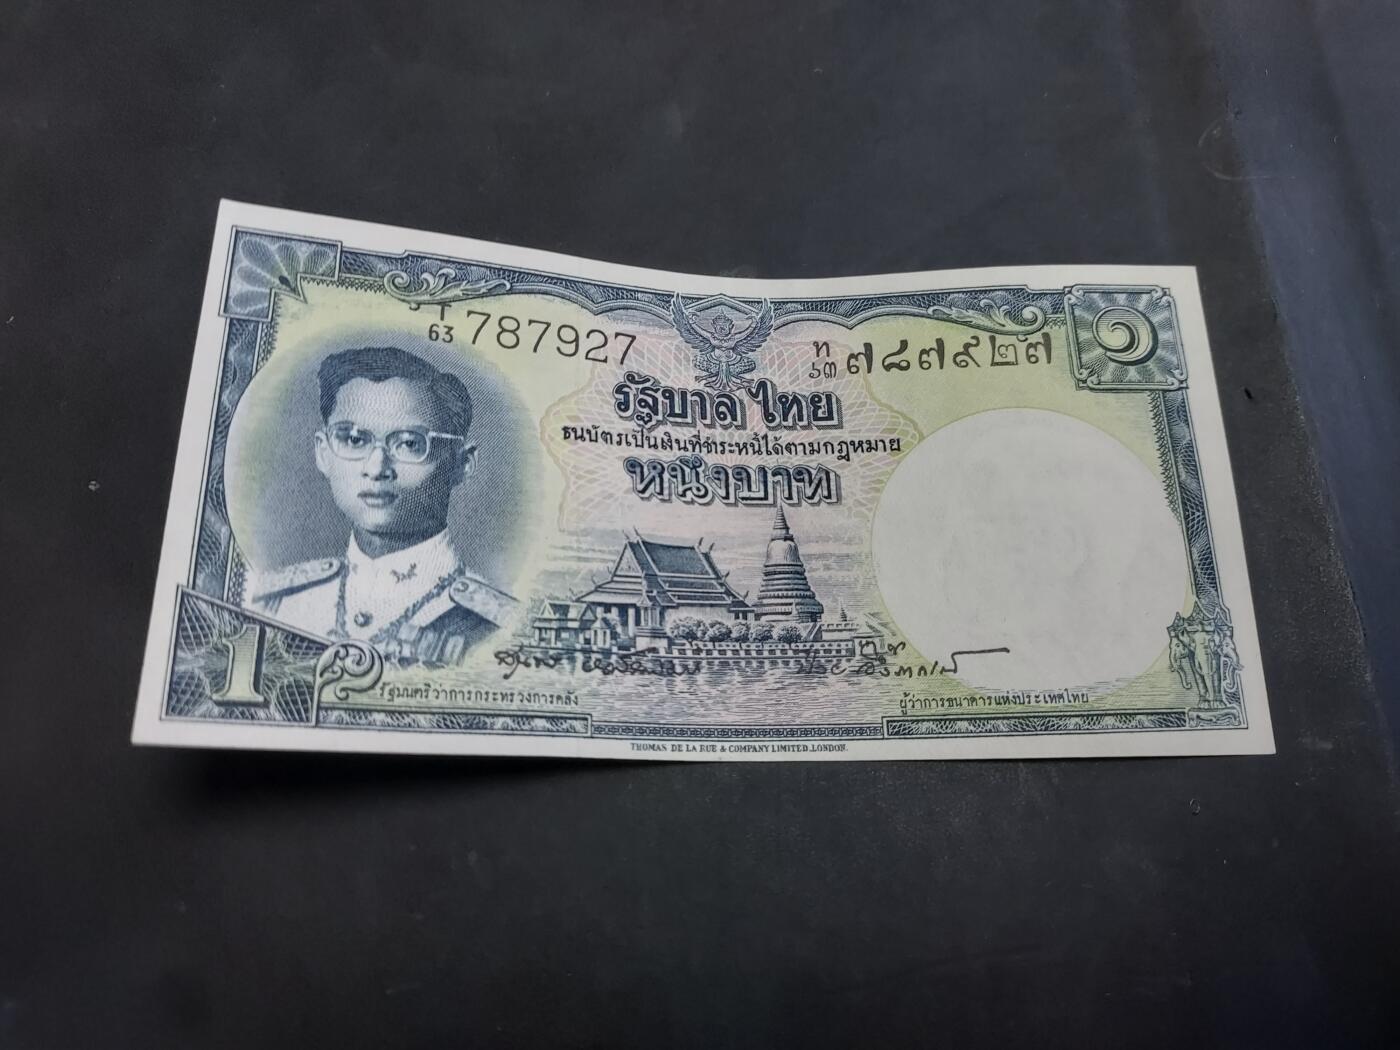 T
63 787927
ท
๖๓ ๗๘๗๙๒๗
๑
รัฐบาลไทย
ธนบัตรเป็นเงินที่ชำระหนี้ได้ตามกฎหมาย
หนึ่งบาท
1
รัฐมนตรีว่าการกระทรวงการคลัง
ผู้ว่าการธนาคารแห่งประเทศไทย
THOMAS DE LA RUE & COMPANY LIMITED, LONDON.